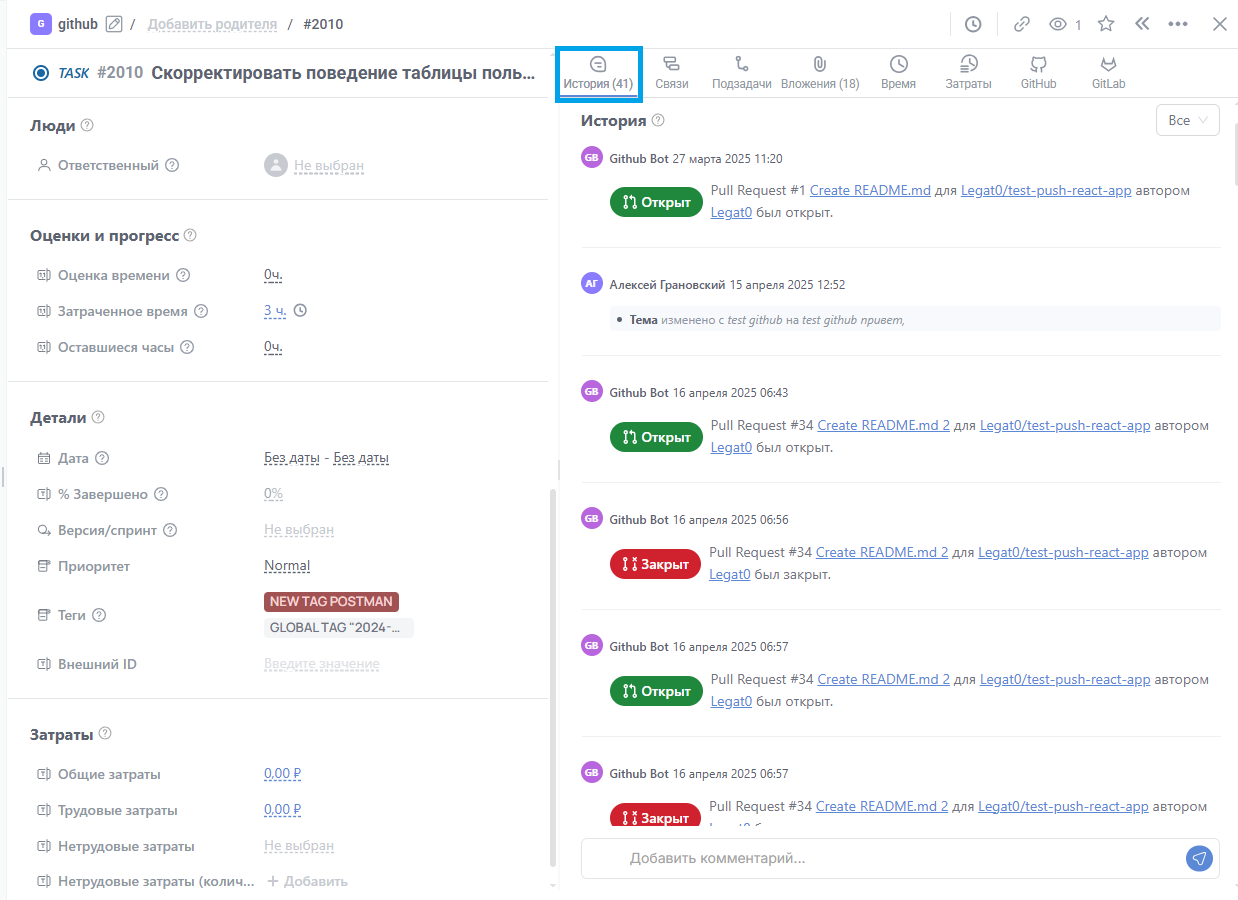 G github / Добавить родителя / #2010
1
TASK #2010 Скорректировать поведение таблицы поль...
История (41) Связи Подзадачи Вложения (18) Время Затраты GitHub GitLab
Люди
Ответственный Не выбран
Оценки и прогресс
Оценка времени 0ч.
Затраченное время 3 ч.
Оставшиеся часы 0ч.
Детали
Дата Без даты - Без даты
% Завершено 0%
Версия/спринт Не выбран
Приоритет Normal
Теги NEW TAG POSTMAN
GLOBAL TAG "2024-...
Внешний ID Введите значение
Затраты
Общие затраты 0,00 ₽
Трудовые затраты 0,00 ₽
Нетрудовые затраты Не выбран
Нетрудовые затраты (колич... + Добавить
История Все
GB Github Bot 27 марта 2025 11:20
Открыт Pull Request #1 Create README.md для Legat0/test-push-react-app автором
Legat0 был открыт.
АГ Алексей Грановский 15 апреля 2025 12:52
• Тема изменено с test github на test github привет,
GB Github Bot 16 апреля 2025 06:43
Открыт Pull Request #34 Create README.md 2 для Legat0/test-push-react-app автором
Legat0 был открыт.
GB Github Bot 16 апреля 2025 06:56
Закрыт Pull Request #34 Create README.md 2 для Legat0/test-push-react-app автором
Legat0 был закрыт.
GB Github Bot 16 апреля 2025 06:57
Открыт Pull Request #34 Create README.md 2 для Legat0/test-push-react-app автором
Legat0 был открыт.
GB Github Bot 16 апреля 2025 06:57
Закрыт Pull Request #34 Create README.md 2 для Legat0/test-push-react-app автором
Добавить комментарий...